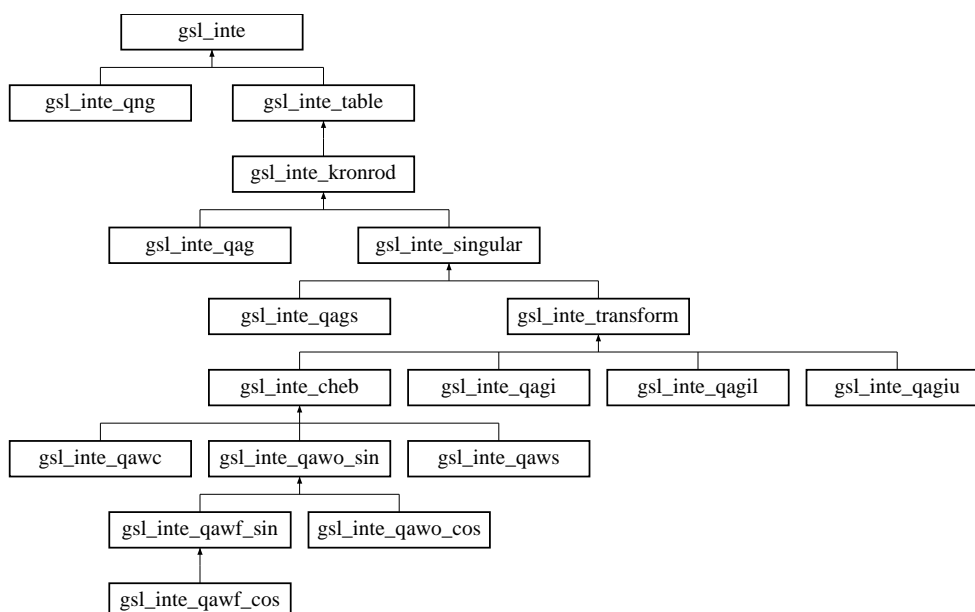 gsl_inte
gsl_inte_qng
gsl_inte_table
gsl_inte_kronrod
gsl_inte_qag
gsl_inte_singular
gsl_inte_qags
gsl_inte_transform
gsl_inte_cheb
gsl_inte_qagi
gsl_inte_qagil
gsl_inte_qagiu
gsl_inte_qawc
gsl_inte_qawo_sin
gsl_inte_qaws
gsl_inte_qawf_sin
gsl_inte_qawo_cos
gsl_inte_qawf_cos